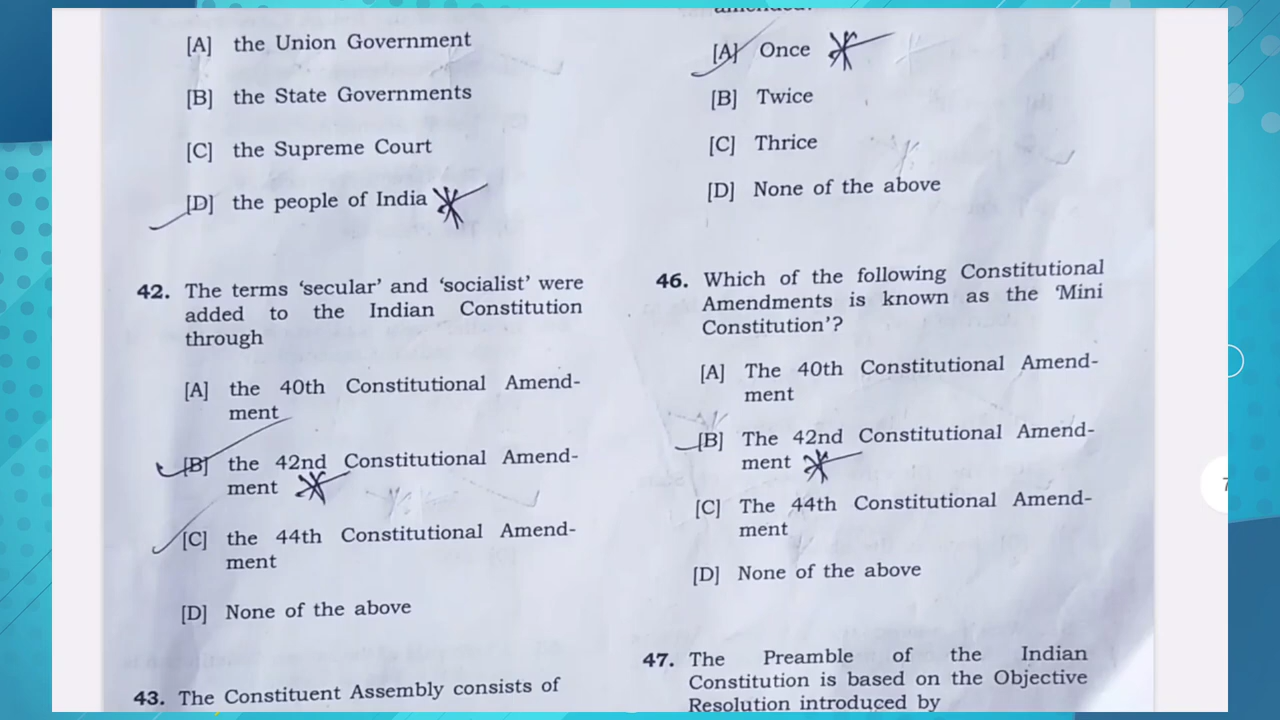 [A] the Union Government
[B] the State Governments
[C] the Supreme Court
[D] the people of India
42. The terms ‘secular’ and ‘socialist’ were
added to the Indian Constitution
through
[A] the 40th Constitutional Amend-
ment
[B] the 42nd Constitutional Amend-
ment
[C] the 44th Constitutional Amend-
ment
[D] None of the above
43. The Constituent Assembly consists of
amended?
[A] Once
[B] Twice
[C] Thrice
[D] None of the above
46. Which of the following Constitutional
Amendments is known as the ‘Mini
Constitution’?
[A] The 40th Constitutional Amend-
ment
[B] The 42nd Constitutional Amend-
ment
[C] The 44th Constitutional Amend-
ment
[D] None of the above
47. The Preamble of the Indian
Constitution is based on the Objective
Resolution introduced by
7